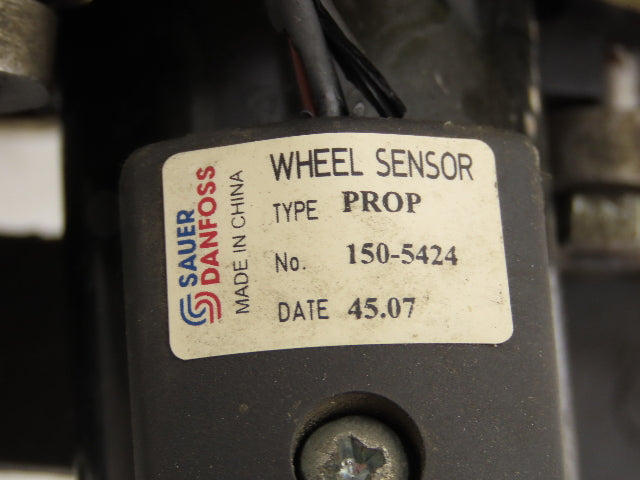 SAUER
DANFOSS
MADE IN CHINA
WHEEL SENSOR
TYPE PROP
No. 150-5424
DATE 45.07